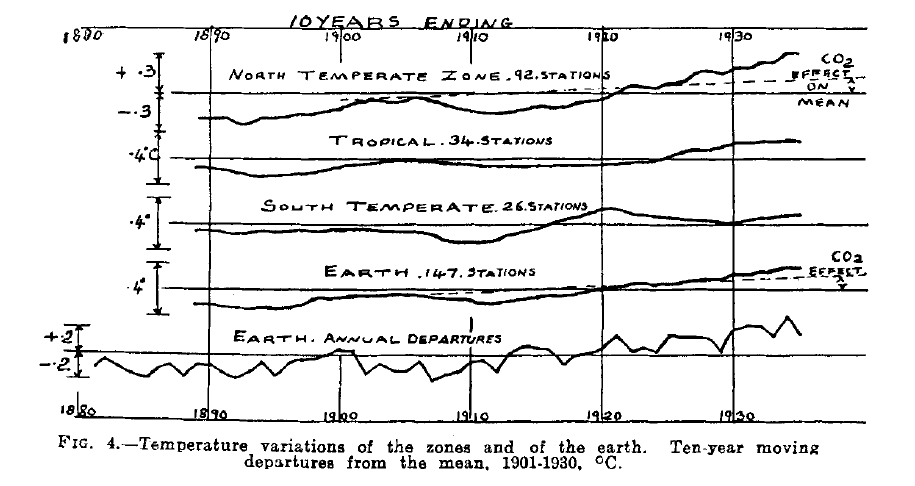 10 YEARS ENDING
1880 1890 1900 1910 1920 1930
+ .3
NORTH TEMPERATE ZONE . 92. STATIONS
CO2
EFFECT
ON
MEAN
-.3
.4°C
TROPICAL . 34. STATIONS
.4°
SOUTH TEMPERATE. 26. STATIONS
.4°
EARTH . 147. STATIONS
CO2
EFFECT
+.2
-.2
EARTH. ANNUAL DEPARTURES
1880 1890 1900 1910 1920 1930
FIG. 4.—Temperature variations of the zones and of the earth. Ten-year moving
departures from the mean, 1901-1930, °C.